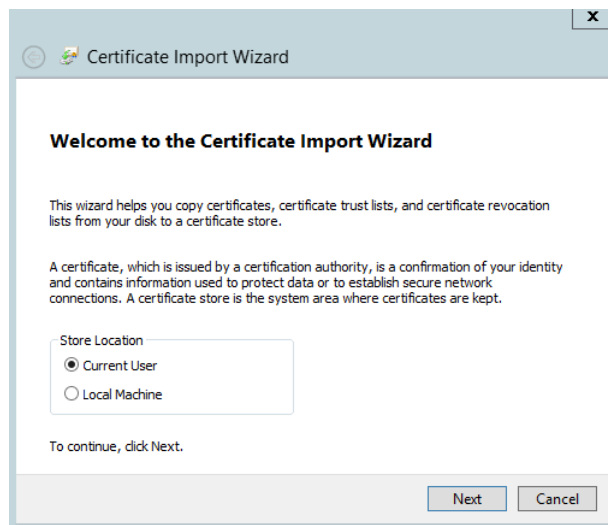 x
Certificate Import Wizard
Welcome to the Certificate Import Wizard
This wizard helps you copy certificates, certificate trust lists, and certificate revocation
lists from your disk to a certificate store.
A certificate, which is issued by a certification authority, is a confirmation of your identity
and contains information used to protect data or to establish secure network
connections. A certificate store is the system area where certificates are kept.
Store Location
Current User
Local Machine
To continue, click Next.
Next Cancel